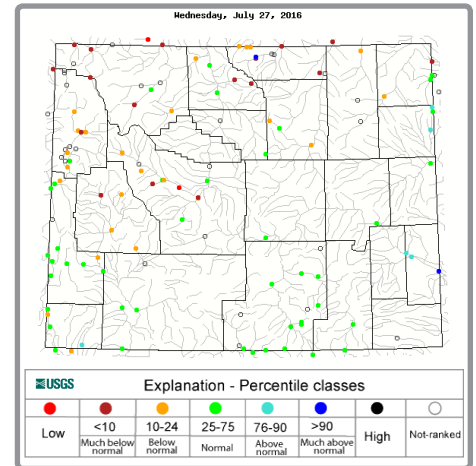 Wednesday, July 27, 2016
USGS
Explanation - Percentile classes
Low
<10
10-24
25-75
76-90
>90
High
Not-ranked
Much below normal
Below normal
Normal
Above normal
Much above normal